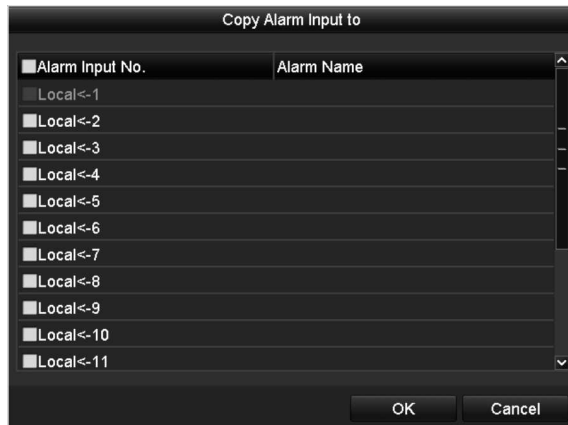 Copy Alarm Input to
Alarm Input No. Alarm Name
Local<-1
Local<-2
Local<-3
Local<-4
Local<-5
Local<-6
Local<-7
Local<-8
Local<-9
Local<-10
Local<-11
OK Cancel